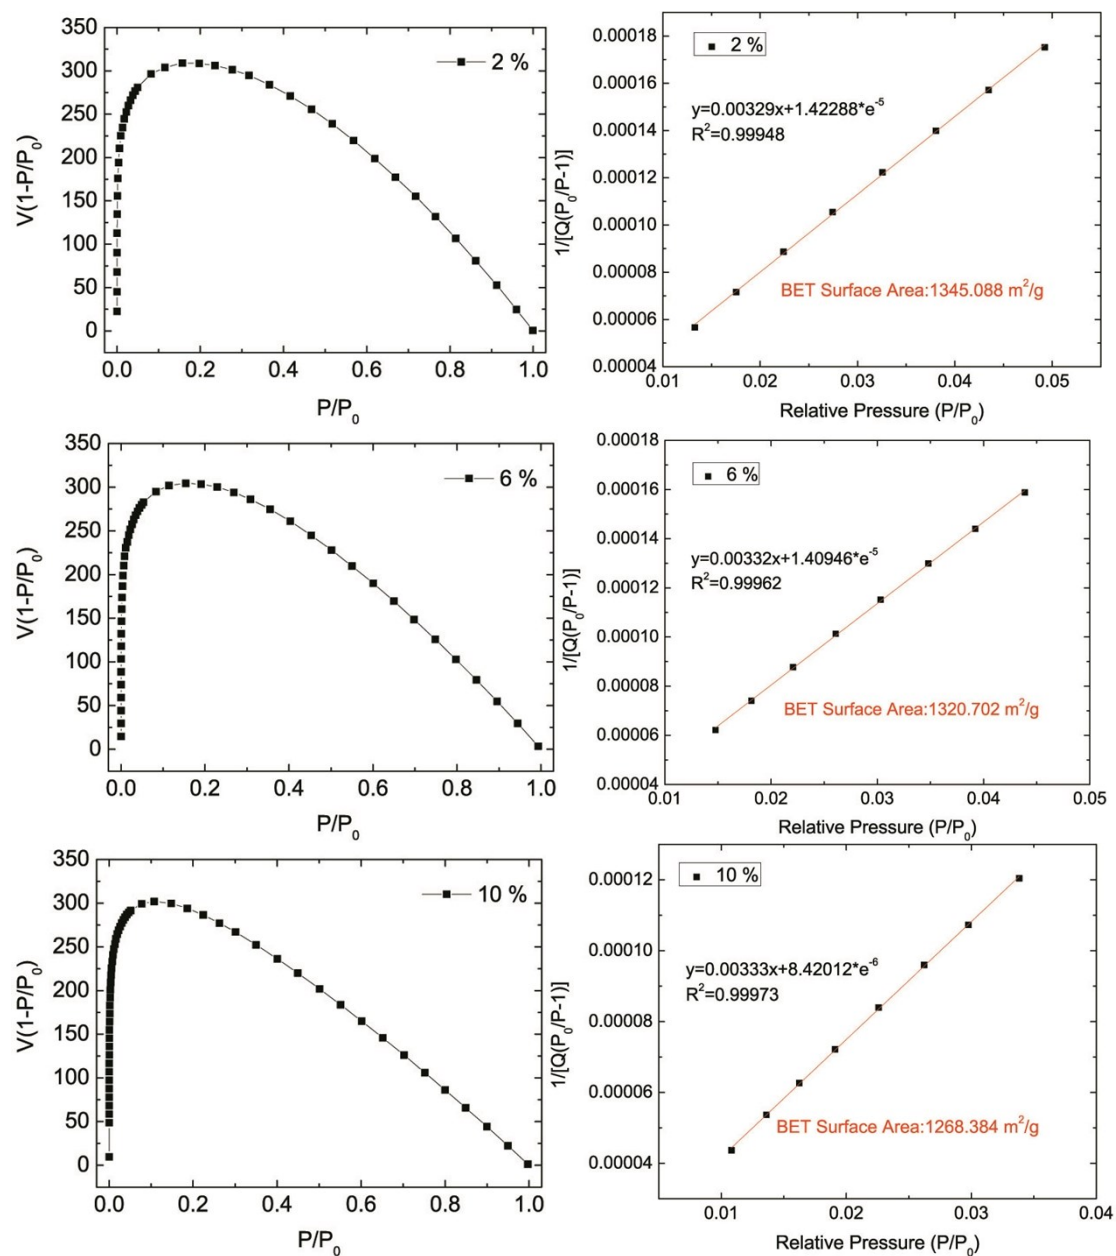 350
300
250
200
150
100
50
0
V(1-P/P0)
2 %
0.0 0.2 0.4 0.6 0.8 1.0
P/P0
0.00018
0.00016
0.00014
0.00012
0.00010
0.00008
0.00006
0.00004
1/[Q(P0/P-1)]
2 %
y=0.00329x+1.42288*e-5
R2=0.99948
BET Surface Area:1345.088 m2/g
0.01 0.02 0.03 0.04 0.05
Relative Pressure (P/P0)
350
300
250
200
150
100
50
0
V(1-P/P0)
6 %
0.0 0.2 0.4 0.6 0.8 1.0
P/P0
0.00018
0.00016
0.00014
0.00012
0.00010
0.00008
0.00006
0.00004
1/[Q(P0/P-1)]
6 %
y=0.00332x+1.40946*e-5
R2=0.99962
BET Surface Area:1320.702 m2/g
0.01 0.02 0.03 0.04 0.05
Relative Pressure (P/P0)
350
300
250
200
150
100
50
0
V(1-P/P0)
10 %
0.0 0.2 0.4 0.6 0.8 1.0
P/P0
0.00012
0.00010
0.00008
0.00006
0.00004
1/[Q(P0/P-1)]
10 %
y=0.00333x+8.42012*e-6
R2=0.99973
BET Surface Area:1268.384 m2/g
0.01 0.02 0.03 0.04
Relative Pressure (P/P0)